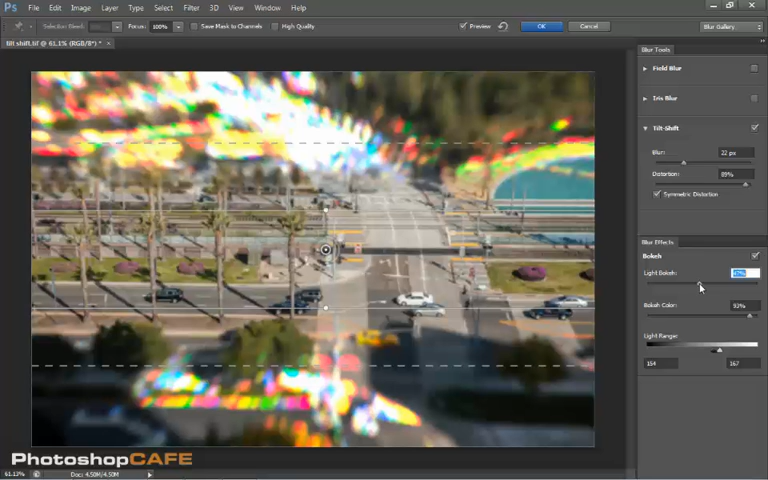 Ps File Edit Image Layer Type Select Filter 3D View Window Help
Selection Bleed: Focus: 100% Save Mask to Channels High Quality Preview OK Cancel Blur Gallery
tilt shift.tif @ 61.1% (RGB/8*) * ×
Blur Tools
Field Blur
Iris Blur
Tilt-Shift
Blur: 22 px
Distortion: 89%
Symmetric Distortion
Blur Effects
Bokeh
Light Bokeh:
Bokeh Color: 93%
Light Range:
154 167
PhotoshopCAFE
61.13% Doc: 4.50M/4.50M